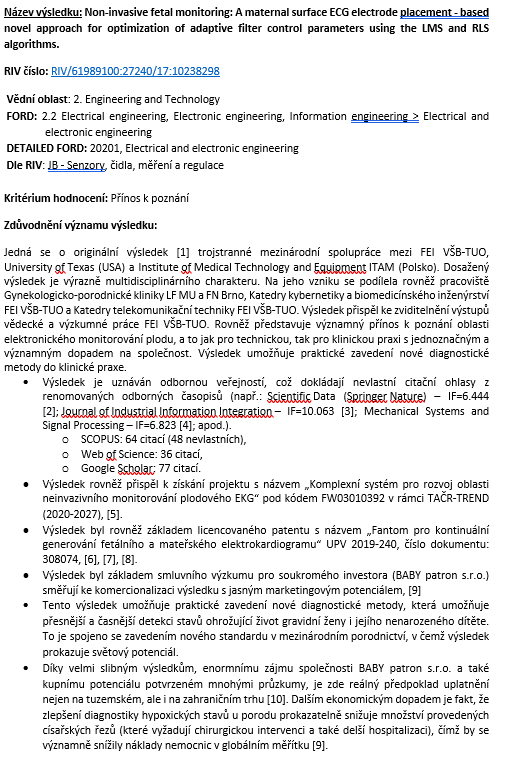 Název výsledku: Non-invasive fetal monitoring: A maternal surface ECG electrode placement - based
novel approach for optimization of adaptive filter control parameters using the LMS and RLS
algorithms.
RIV číslo: RIV/61989100:27240/17:10238298
Vědní oblast: 2. Engineering and Technology
FORD: 2.2 Electrical engineering, Electronic engineering, Information engineering > Electrical and
electronic engineering
DETAILED FORD: 20201, Electrical and electronic engineering
Dle RIV: JB - Senzory, čidla, měření a regulace
Kritérium hodnocení: Přínos k poznání
Zdůvodnění významu výsledku:
Jedná se o originální výsledek [1] trojstranné mezinárodní spolupráce mezi FEI VŠB-TUO,
University of Texas (USA) a Institute of Medical Technology and Equipment ITAM (Polsko). Dosažený
výsledek je výrazně multidisciplinárního charakteru. Na jeho vzniku se podílela rovněž pracoviště
Gynekologicko-porodnické kliniky LF MU a FN Brno, Katedry kybernetiky a biomedicínského inženýrství
FEI VŠB-TUO a Katedry telekomunikační techniky FEI VŠB-TUO. Výsledek přispěl ke zviditelnění výstupů
vědecké a výzkumné práce FEI VŠB-TUO. Rovněž představuje významný přínos k poznání oblasti
elektronického monitorování plodu, a to jak pro technickou, tak pro klinickou praxi s jednoznačným a
významným dopadem na společnost. Výsledek umožňuje praktické zavedení nové diagnostické
metody do klinické praxe.
• Výsledek je uznáván odbornou veřejností, což dokládají nevlastní citační ohlasy z
renomovaných odborných časopisů (např.: Scientific Data (Springer Nature) – IF=6.444
[2]; Journal of Industrial Information Integration – IF=10.063 [3]; Mechanical Systems and
Signal Processing – IF=6.823 [4]; apod.).
o SCOPUS: 64 citací (48 nevlastních),
o Web of Science: 36 citací,
o Google Scholar: 77 citací.
• Výsledek rovněž přispěl k získání projektu s názvem „Komplexní systém pro rozvoj oblasti
neinvazivního monitorování plodového EKG“ pod kódem FW03010392 v rámci TAČR-TREND
(2020-2027), [5].
• Výsledek byl rovněž základem licencovaného patentu s názvem „Fantom pro kontinuální
generování fetálního a mateřského elektrokardiogramu“ UPV 2019-240, číslo dokumentu:
308074, [6], [7], [8].
• Výsledek byl základem smluvního výzkumu pro soukromého investora (BABY patron s.r.o.)
směřují ke komercionalizaci výsledku s jasným marketingovým potenciálem, [9]
• Tento výsledek umožňuje praktické zavedení nové diagnostické metody, která umožňuje
přesnější a časnější detekci stavů ohrožující život gravidní ženy i jejího nenarozeného dítěte.
To je spojeno se zavedením nového standardu v mezinárodním porodnictví, v čemž výsledek
prokazuje světový potenciál.
• Díky velmi slibným výsledkům, enormnímu zájmu společnosti BABY patron s.r.o. a také
kupnímu potenciálu potvrzeném mnohými průzkumy, je zde reálný předpoklad uplatnění
nejen na tuzemském, ale i na zahraničním trhu [10]. Dalším ekonomickým dopadem je fakt, že
zlepšení diagnostiky hypoxických stavů u porodu prokazatelně snižuje množství provedených
císařských řezů (které vyžadují chirurgickou intervenci a také delší hospitalizaci), čímž by se
významně snížily náklady nemocnic v globálním měřítku [9].